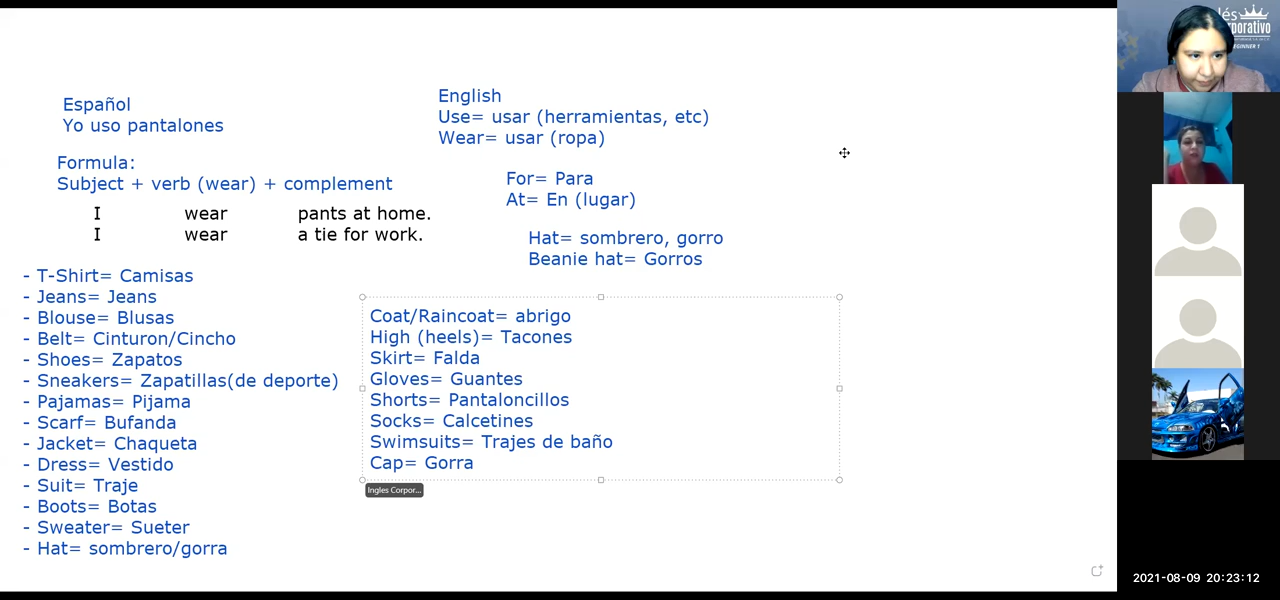 Español
Yo uso pantalones
Formula:
Subject + verb (wear) + complement
I wear pants at home.
I wear a tie for work.
- T-Shirt= Camisas
- Jeans= Jeans
- Blouse= Blusas
- Belt= Cinturon/Cincho
- Shoes= Zapatos
- Sneakers= Zapatillas(de deporte)
- Pajamas= Pijama
- Scarf= Bufanda
- Jacket= Chaqueta
- Dress= Vestido
- Suit= Traje
- Boots= Botas
- Sweater= Sueter
- Hat= sombrero/gorra
English
Use= usar (herramientas, etc)
Wear= usar (ropa)
For= Para
At= En (lugar)
Hat= sombrero, gorro
Beanie hat= Gorros
Coat/Raincoat= abrigo
High (heels)= Tacones
Skirt= Falda
Gloves= Guantes
Shorts= Pantaloncillos
Socks= Calcetines
Swimsuits= Trajes de baño
Cap= Gorra
Ingles Corpor...
lés
orporativo
EGINNER 1
2021-08-09 20:23:12